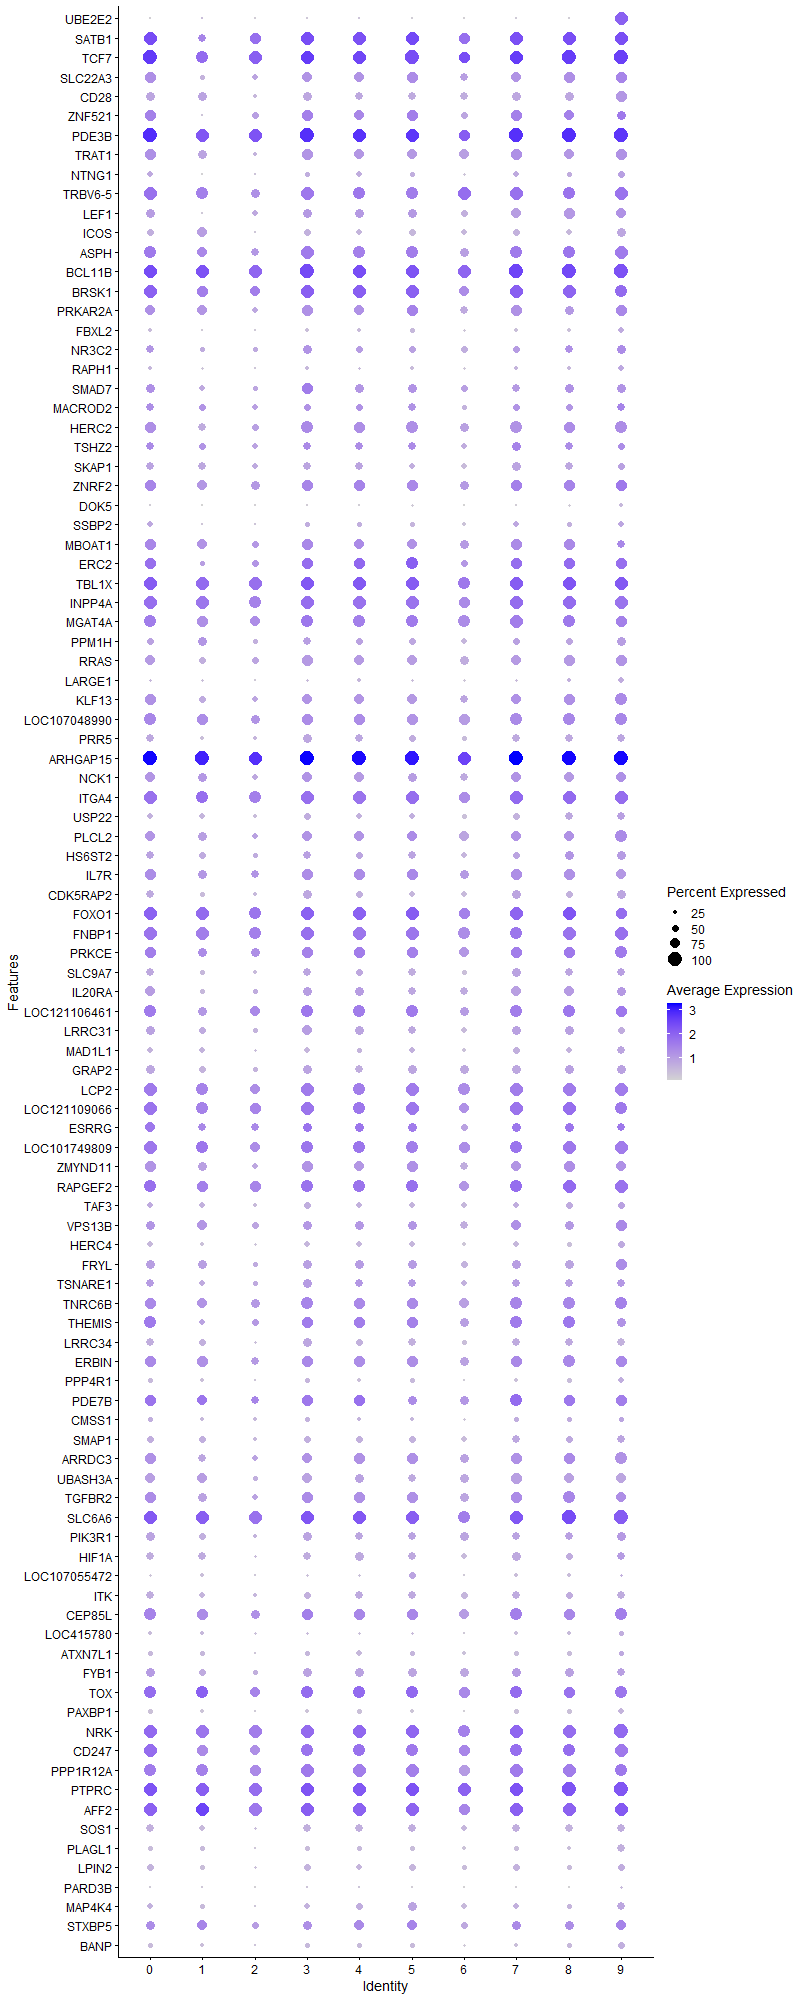 UBE2E2
SATB1
TCF7
SLC22A3
CD28
ZNF521
PDE3B
TRAT1
NTNG1
TRBV6-5
LEF1
ICOS
ASPH
BCL11B
BRSK1
PRKAR2A
FBXL2
NR3C2
RAPH1
SMAD7
MACROD2
HERC2
TSHZ2
SKAP1
ZNRF2
DOK5
SSBP2
MBOAT1
ERC2
TBL1X
INPP4A
MGAT4A
PPM1H
RRAS
LARGE1
KLF13
LOC107048990
PRR5
ARHGAP15
NCK1
ITGA4
USP22
PLCL2
HS6ST2
IL7R
CDK5RAP2
FOXO1
FNBP1
PRKCE
SLC9A7
IL20RA
LOC121106461
LRRC31
MAD1L1
GRAP2
LCP2
LOC121109066
ESRRG
LOC101749809
ZMYND11
RAPGEF2
TAF3
VPS13B
HERC4
FRYL
TSNARE1
TNRC6B
THEMIS
LRRC34
ERBIN
PPP4R1
PDE7B
CMSS1
SMAP1
ARRDC3
UBASH3A
TGFBR2
SLC6A6
PIK3R1
HIF1A
LOC107055472
ITK
CEP85L
LOC415780
ATXN7L1
FYB1
TOX
PAXBP1
NRK
CD247
PPP1R12A
PTPRC
AFF2
SOS1
PLAGL1
LPIN2
PARD3B
MAP4K4
STXBP5
BANP
Features
0 1 2 3 4 5 6 7 8 9
Identity
Percent Expressed
25
50
75
100
Average Expression
3
2
1